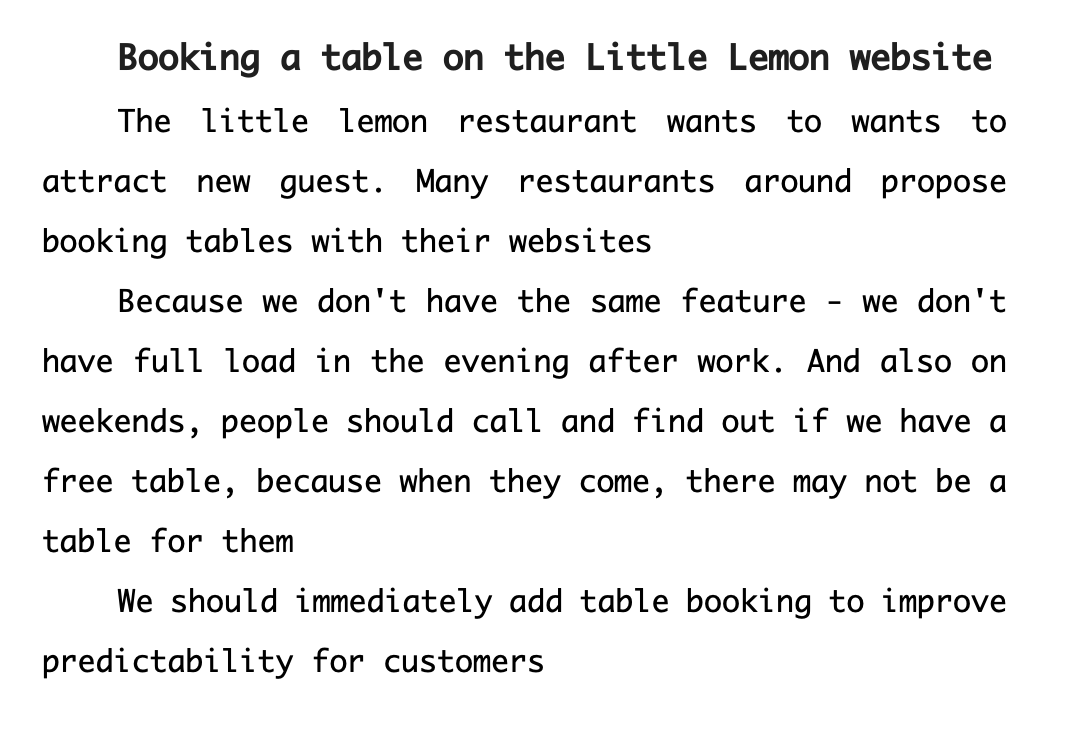 Booking a table on the Little Lemon website
The little lemon restaurant wants to wants to
attract new guest. Many restaurants around propose
booking tables with their websites
Because we don't have the same feature - we don't
have full load in the evening after work. And also on
weekends, people should call and find out if we have a
free table, because when they come, there may not be a
table for them
We should immediately add table booking to improve
predictability for customers